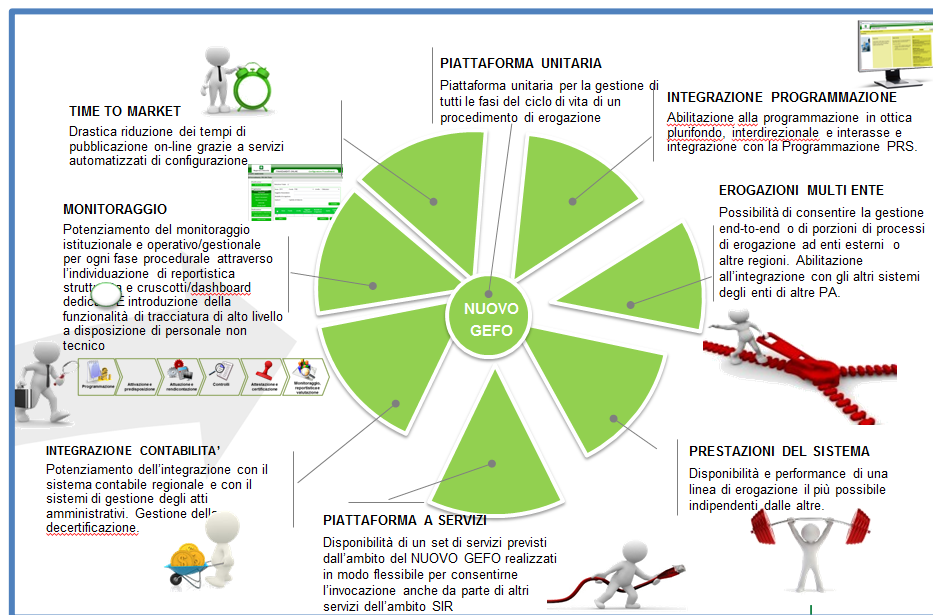 PIATTAFORMA UNITARIA
Piattaforma unitaria per la gestione di
tutti le fasi del ciclo di vita di un
procedimento di erogazione
INTEGRAZIONE PROGRAMMAZIONE
Abilitazione alla programmazione in ottica
plurifondo, interdirezionale e interasse e
integrazione con la Programmazione PRS.
TIME TO MARKET
Drastica riduzione dei tempi di
pubblicazione on-line grazie a servizi
automatizzati di configurazione
EROGAZIONI MULTI ENTE
Possibilità di consentire la gestione
end-to-end o di porzioni di processi
di erogazione ad enti esterni o
altre regioni. Abilitazione
all'integrazione con gli altri sistemi
degli enti di altre PA.
MONITORAGGIO
Potenziamento del monitoraggio
istituzionale e operativo/gestionale
per ogni fase procedurale attraverso
l'individuazione di reportistica
e cruscotti/dashboard
introduzione della
funzionalità di tracciatura di alto livello
a disposizione di personale non
tecnico
NUOVO
GEFO
Programmazione
Attivazione e
predisposizione
Attuazione e
rendicontazione
Controlli
Attestazione e
certificazione
Monitoraggio,
reportistica e
valutazione
INTEGRAZIONE CONTABILITA'
Potenziamento dell'integrazione con il
sistema contabile regionale e con il
sistemi di gestione degli atti
amministrativi. Gestione della
decertificazione.
PRESTAZIONI DEL SISTEMA
Disponibilità e performance di una
linea di erogazione il più possibile
indipendenti dalle altre.
PIATTAFORMA A SERVIZI
Disponibilità di un set di servizi previsti
dall'ambito del NUOVO GEFO realizzati
in modo flessibile per consentirne
l'invocazione anche da parte di altri
servizi dell'ambito SIR